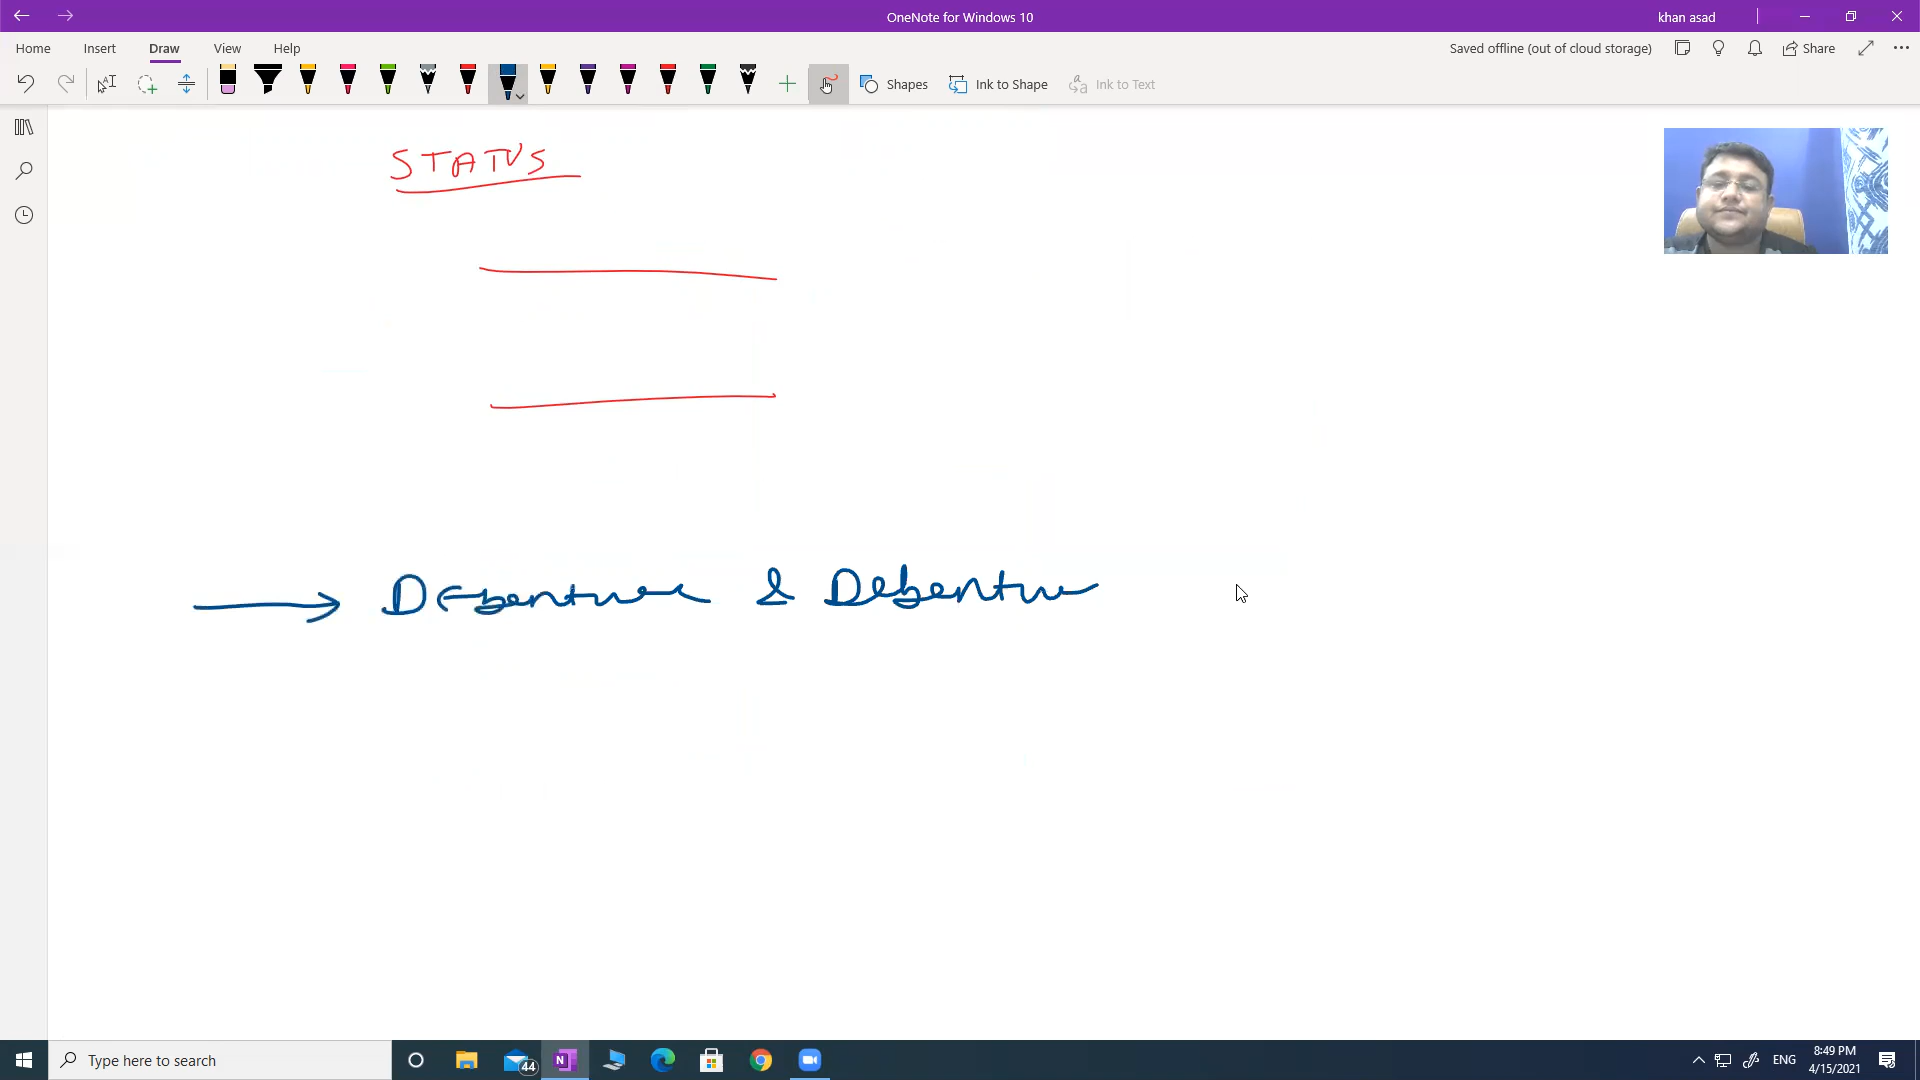 OneNote for Windows 10
khan asad
Home Insert Draw View Help
Saved offline (out of cloud storage) Share
Shapes Ink to Shape Ink to Text
STATUS
Debentures & Debenture
Type here to search
44
N
ENG
8:49 PM
4/15/2021